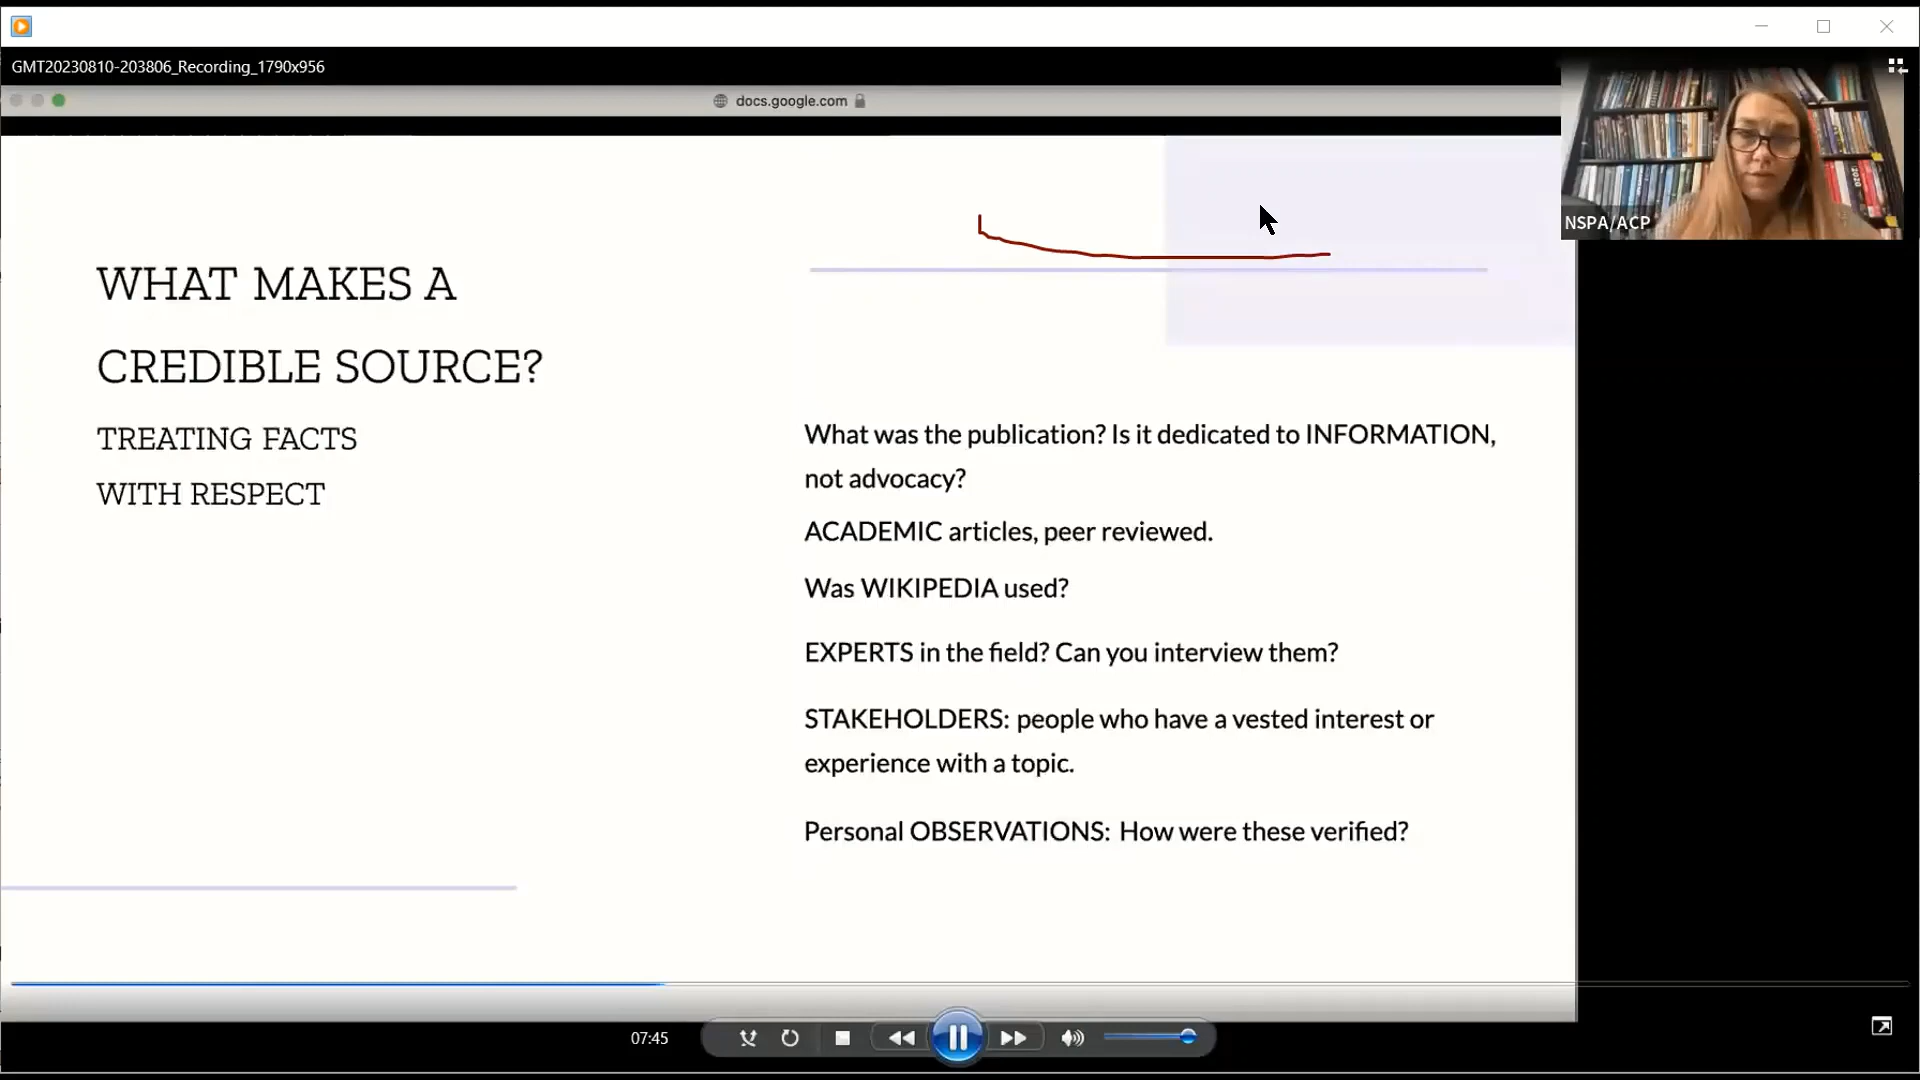 GMT20230810-203806_Recording_1790x956
docs.google.com
NSPA/ACP
WHAT MAKES A
CREDIBLE SOURCE?
TREATING FACTS
WITH RESPECT
What was the publication? Is it dedicated to INFORMATION,
not advocacy?
ACADEMIC articles, peer reviewed.
Was WIKIPEDIA used?
EXPERTS in the field? Can you interview them?
STAKEHOLDERS: people who have a vested interest or
experience with a topic.
Personal OBSERVATIONS: How were these verified?
07:45